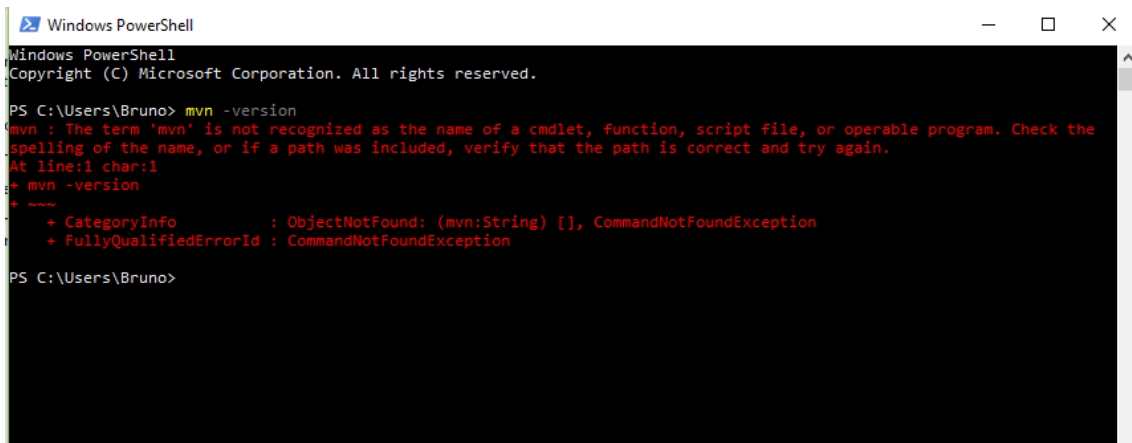 Windows PowerShell
Windows PowerShell
Copyright (C) Microsoft Corporation. All rights reserved.
PS C:\Users\Bruno> mvn -version
mvn : The term 'mvn' is not recognized as the name of a cmdlet, function, script file, or operable program. Check the
spelling of the name, or if a path was included, verify that the path is correct and try again.
At line:1 char:1
+ mvn -version
+ ~~~
    + CategoryInfo          : ObjectNotFound: (mvn:String) [], CommandNotFoundException
    + FullyQualifiedErrorId : CommandNotFoundException
PS C:\Users\Bruno>